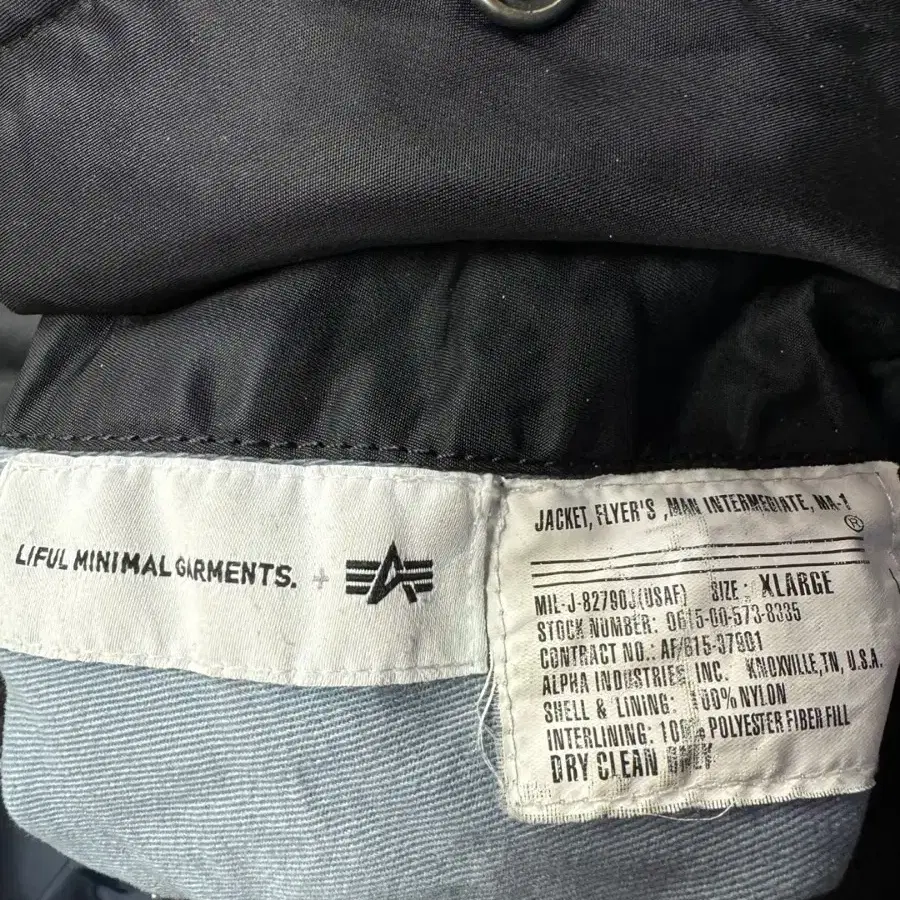 LIFUL MINIMAL GARMENTS. +
JACKET, FLYER'S ,MAN INTERMEDIATE, MA-1
®
MIL-J-82790J(USAF) SIZE: XLARGE
STOCK NUMBER: 0615-00-573-8335
CONTRACT NO.: AF/615-37901
ALPHA INDUSTRIES INC. KNOXVILLE,TN, U.S.A.
SHELL & LINING: 100% NYLON
INTERLINING: 100% POLYESTER FIBER FILL
DRY CLEAN ONLY